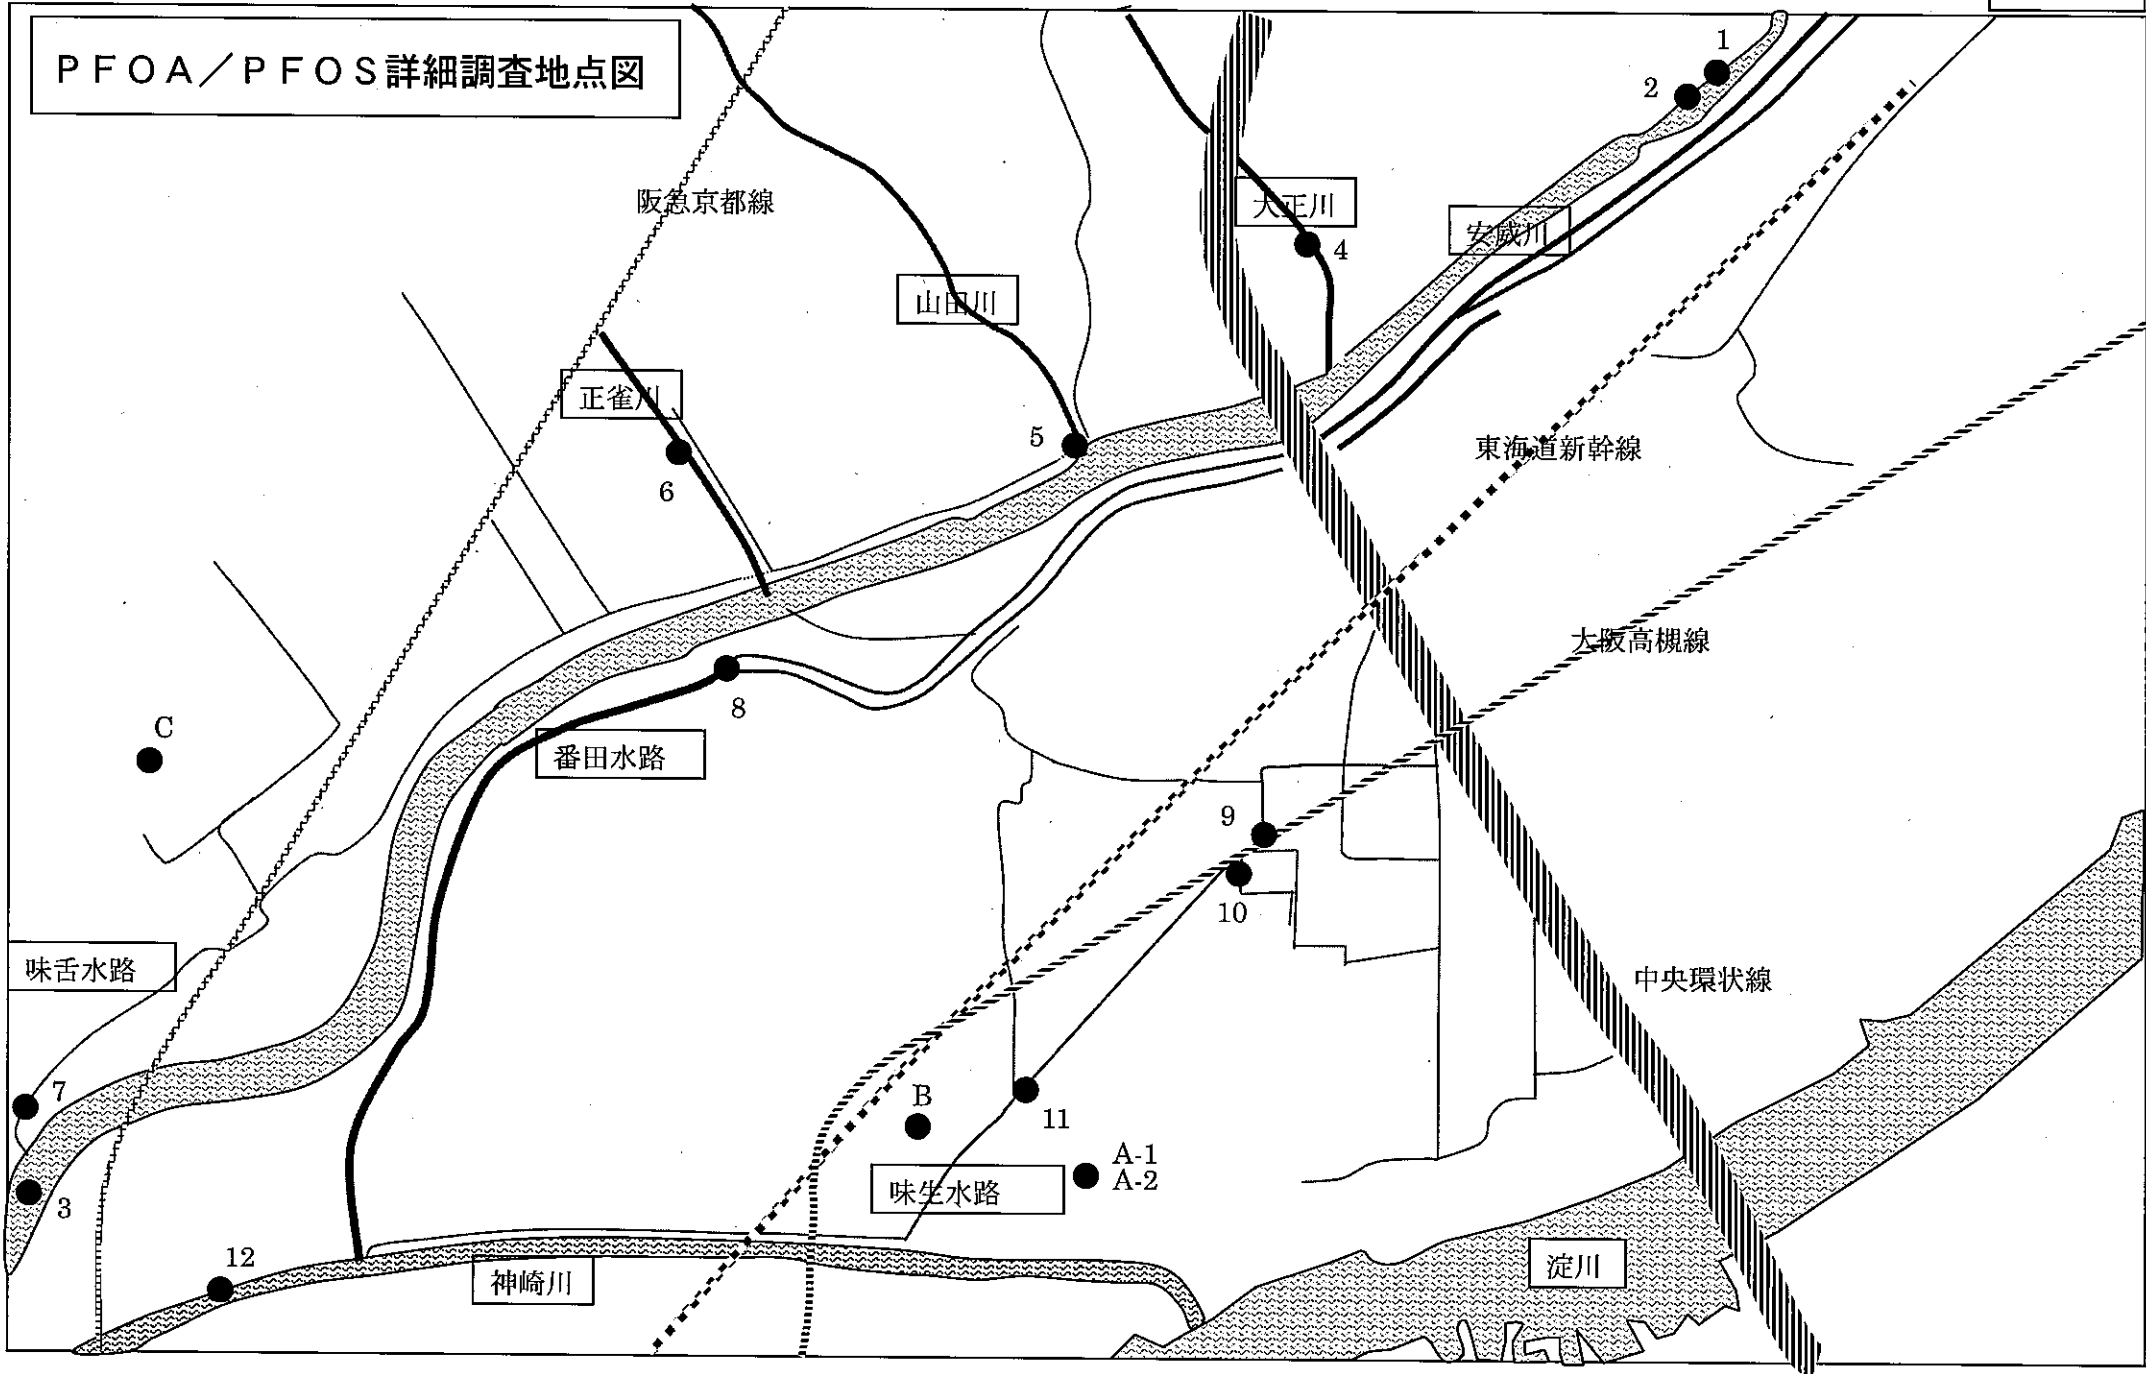 PFOA／PFOS詳細調査地点図
1
2
阪急京都線
大正川
4
安威川
山田川
正雀川
5
東海道新幹線
6
大阪高槻線
8
C
番田水路
9
10
味舌水路
中央環状線
7
B
11
A-1
A-2
味生水路
3
12
神崎川
淀川